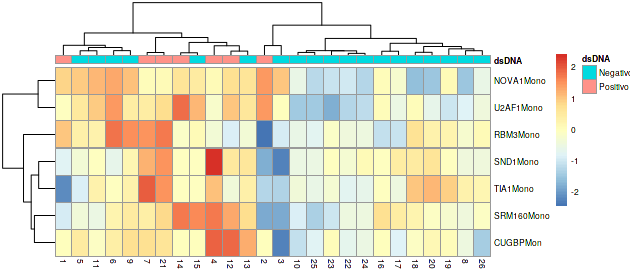 dsDNA
NOVA1Mono
U2AF1Mono
RBM3Mono
SND1Mono
TIA1Mono
SRM160Mono
CUGBPMon
1 5 11 6 9 7 21 14 15 4 12 13 2 3 10 25 23 22 24 16 17 18 20 19 8 26
2
1
0
-1
-2
dsDNA
Negativo
Positivo